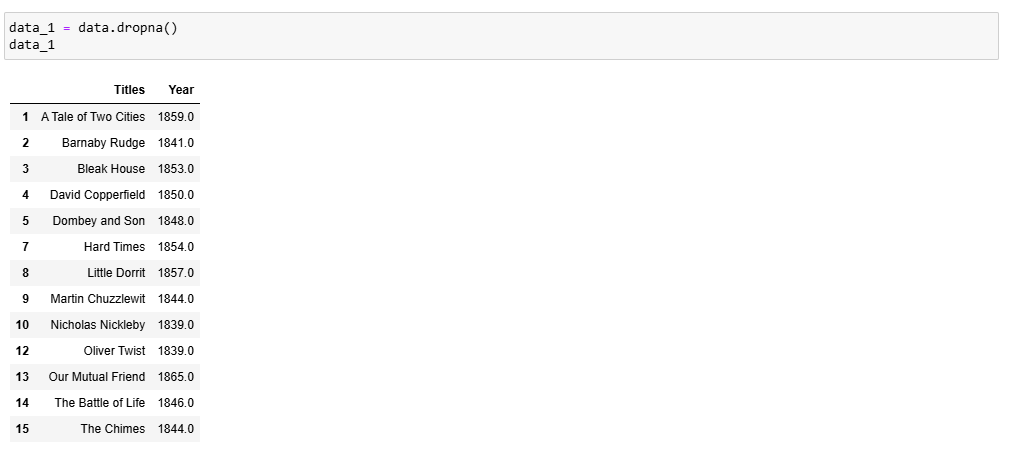 data_1 = data.dropna()
data_1
Titles Year
1 A Tale of Two Cities 1859.0
2 Barnaby Rudge 1841.0
3 Bleak House 1853.0
4 David Copperfield 1850.0
5 Dombey and Son 1848.0
7 Hard Times 1854.0
8 Little Dorrit 1857.0
9 Martin Chuzzlewit 1844.0
10 Nicholas Nickleby 1839.0
12 Oliver Twist 1839.0
13 Our Mutual Friend 1865.0
14 The Battle of Life 1846.0
15 The Chimes 1844.0